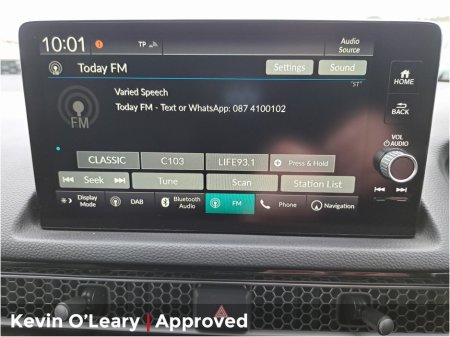 10:01 1 TP Audio
Source
Today FM Settings Sound
"ST"
Varied Speech
Today FM - Text or WhatsApp: 087 4100102
FM
CLASSIC C103 LIFE93.1 Press & Hold
Seek Tune Scan Station List
Display
Mode
DAB
Bluetooth
Audio
FM
Phone
Navigation
HOME
BACK
VOL
AUDIO
Kevin O'Leary | Approved